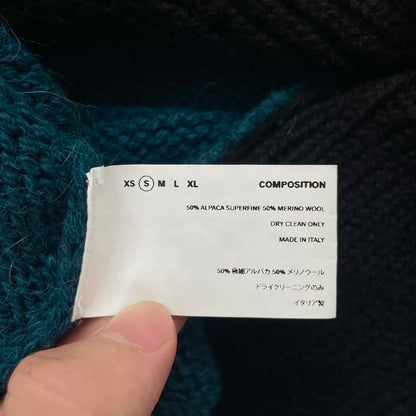 XS S M L XL COMPOSITION
50% ALPACA SUPERFINE 50% MERINO WOOL
DRY CLEAN ONLY
MADE IN ITALY
50% 極細アルパカ 50% メリノウール
ドライクリーニングのみ
イタリア製